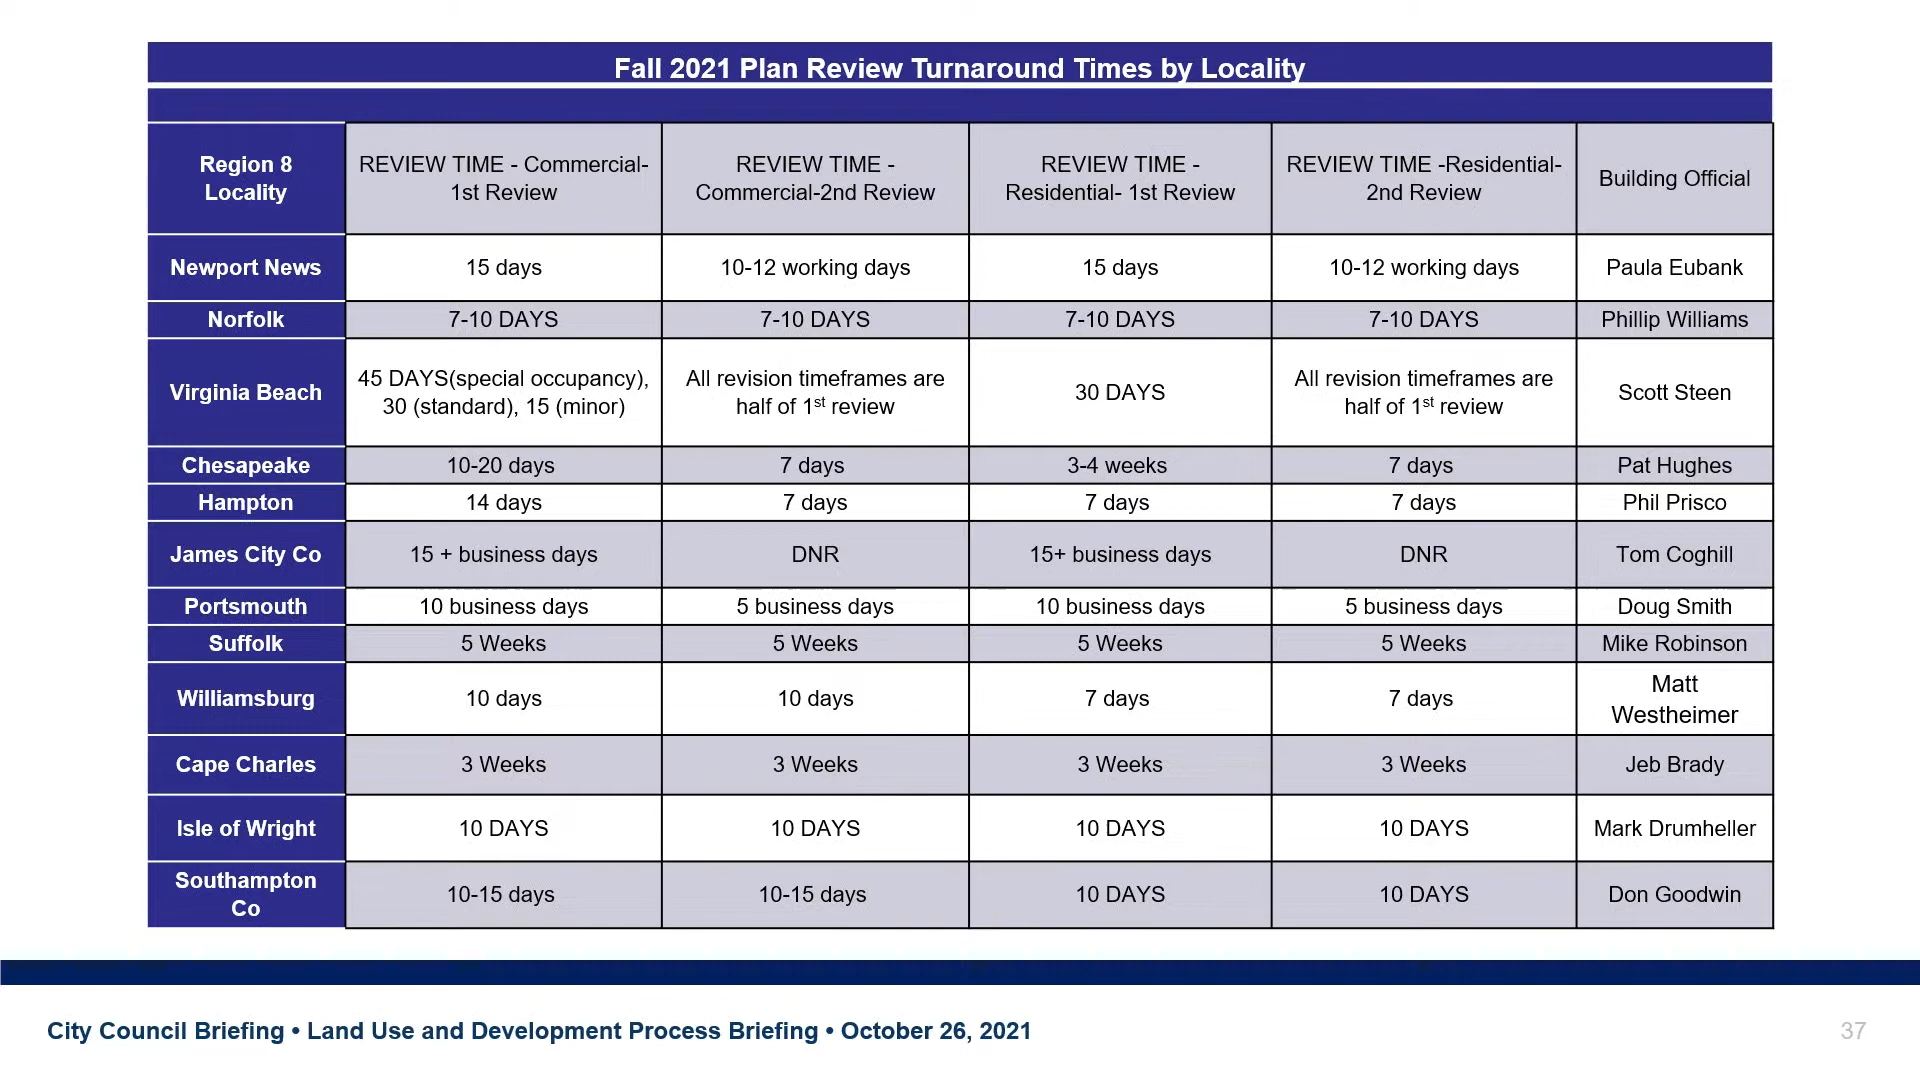 Fall 2021 Plan Review Turnaround Times by Locality
Region 8
Locality
REVIEW TIME - Commercial-
1st Review
REVIEW TIME -
Commercial-2nd Review
REVIEW TIME -
Residential- 1st Review
REVIEW TIME -Residential-
2nd Review
Building Official
Newport News
15 days
10-12 working days
15 days
10-12 working days
Paula Eubank
Norfolk
7-10 DAYS
7-10 DAYS
7-10 DAYS
7-10 DAYS
Phillip Williams
Virginia Beach
45 DAYS(special occupancy),
30 (standard), 15 (minor)
All revision timeframes are
half of 1st review
30 DAYS
All revision timeframes are
half of 1st review
Scott Steen
Chesapeake
10-20 days
7 days
3-4 weeks
7 days
Pat Hughes
Hampton
14 days
7 days
7 days
7 days
Phil Prisco
James City Co
15 + business days
DNR
15+ business days
DNR
Tom Coghill
Portsmouth
10 business days
5 business days
10 business days
5 business days
Doug Smith
Suffolk
5 Weeks
5 Weeks
5 Weeks
5 Weeks
Mike Robinson
Williamsburg
10 days
10 days
7 days
7 days
Matt
Westheimer
Cape Charles
3 Weeks
3 Weeks
3 Weeks
3 Weeks
Jeb Brady
Isle of Wright
10 DAYS
10 DAYS
10 DAYS
10 DAYS
Mark Drumheller
Southampton
Co
10-15 days
10-15 days
10 DAYS
10 DAYS
Don Goodwin
City Council Briefing • Land Use and Development Process Briefing • October 26, 2021
37